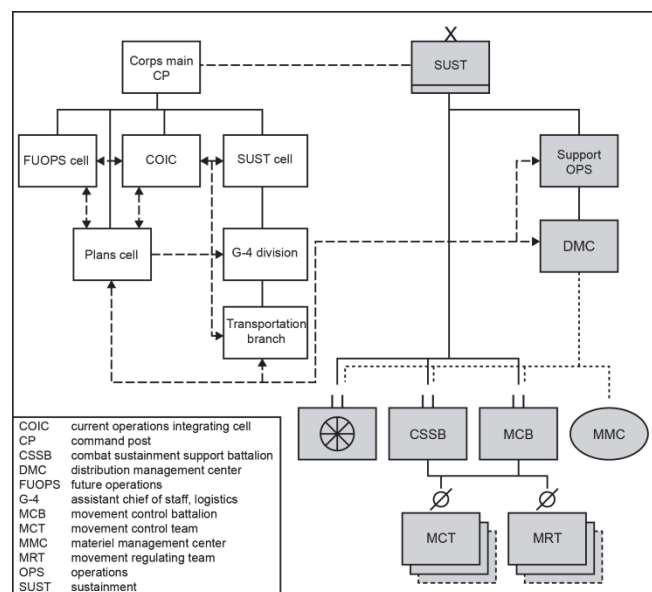 X
Corps main
CP
SUST
FUOPS cell
COIC
SUST cell
Support
OPS
Plans cell
G-4 division
DMC
Transportation
branch
CSSB
MCB
MMC
MCT
MRT
COIC current operations integrating cell
CP command post
CSSB combat sustainment support battalion
DMC distribution management center
FUOPS future operations
G-4 assistant chief of staff, logistics
MCB movement control battalion
MCT movement control team
MMC materiel management center
MRT movement regulating team
OPS operations
SUST sustainment